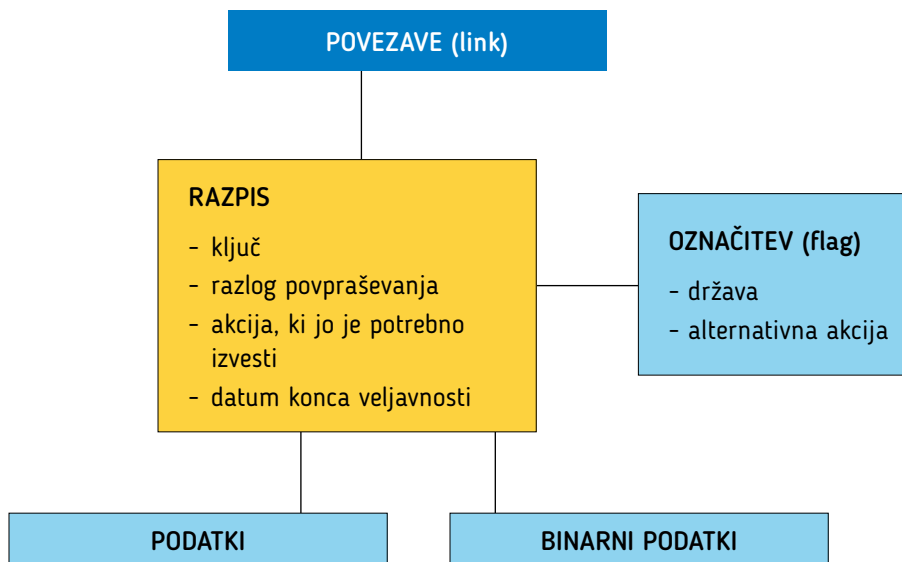 POVEZAVE (link)
RAZPIS
- ključ
- razlog povpraševanja
- akcija, ki jo je potrebno
izvesti
- datum konca veljavnosti
OZNAČITEV (flag)
- država
- alternativna akcija
PODATKI
BINARNI PODATKI